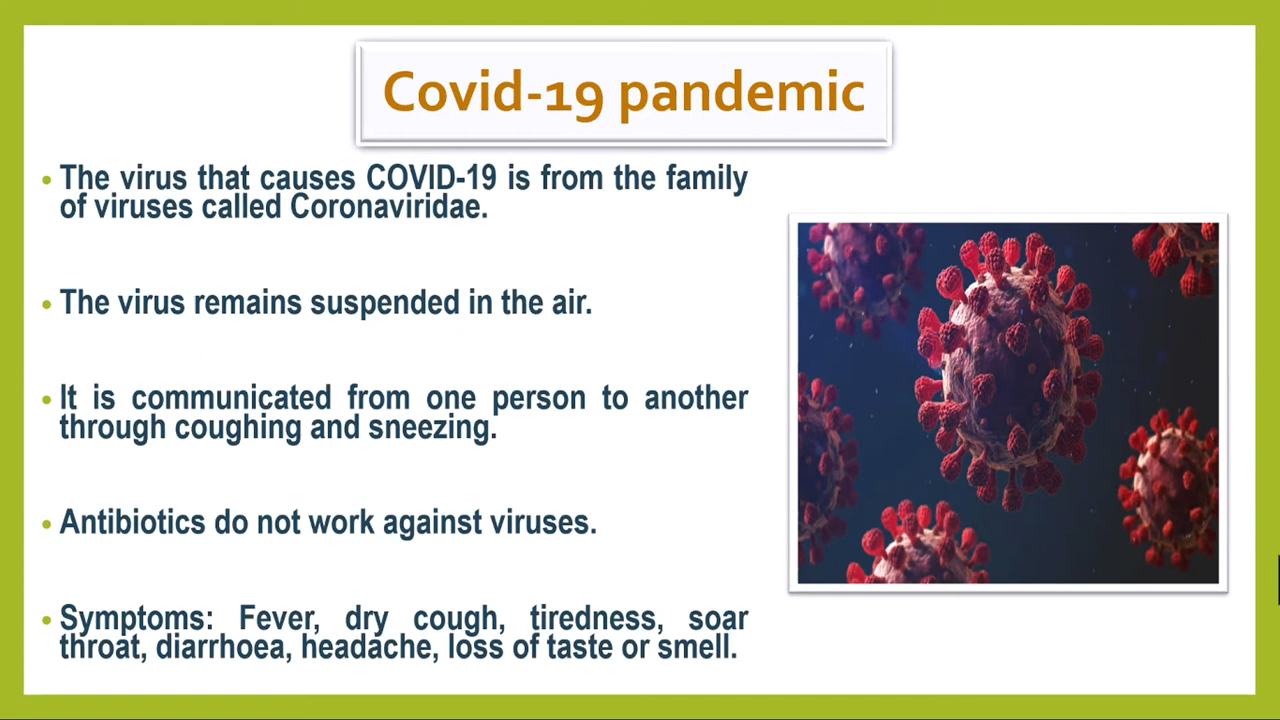 Covid-19 pandemic
• The virus that causes COVID-19 is from the family
of viruses called Coronaviridae.
• The virus remains suspended in the air.
• It is communicated from one person to another
through coughing and sneezing.
• Antibiotics do not work against viruses.
• Symptoms: Fever, dry cough, tiredness, soar
throat, diarrhoea, headache, loss of taste or smell.